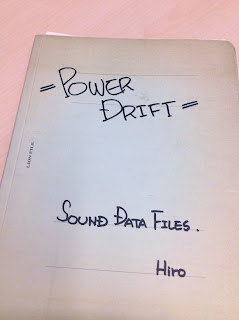 =POWER
DRIFT=
SOUND DATA FILES.
Hiro